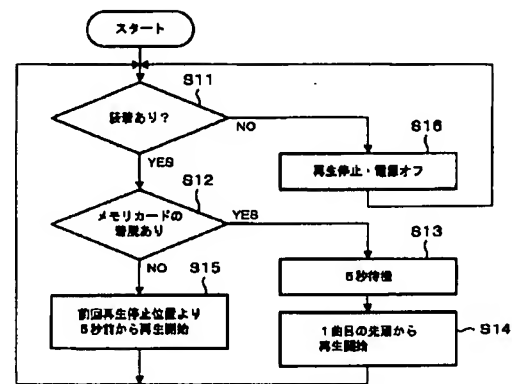 スタート
S11
装着あり?
NO
S16
YES
再生停止・電源オフ
S12
メモリカードの
着脱あり
YES
S13
NO
S15
5秒待機
前回再生停止位置より
5秒前から再生開始
1曲目の先頭から
再生開始
S14